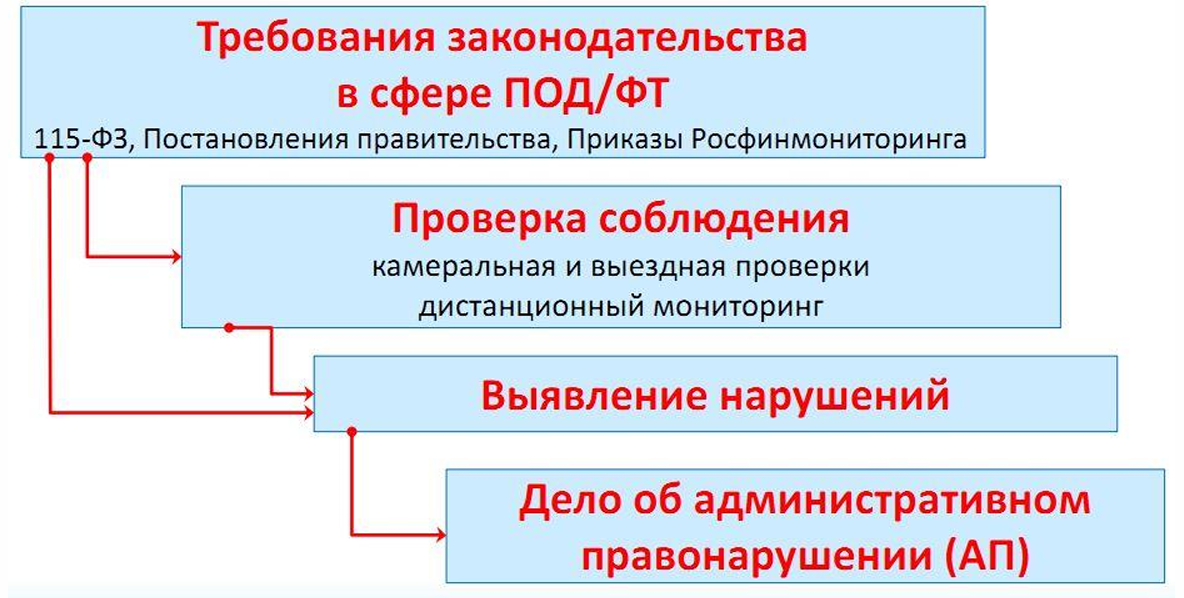 Требования законодательства
в сфере ПОД/ФТ
115-ФЗ, Постановления правительства, Приказы Росфинмониторинга
Проверка соблюдения
камеральная и выездная проверки
дистанционный мониторинг
Выявление нарушений
Дело об административном
правонарушении (АП)